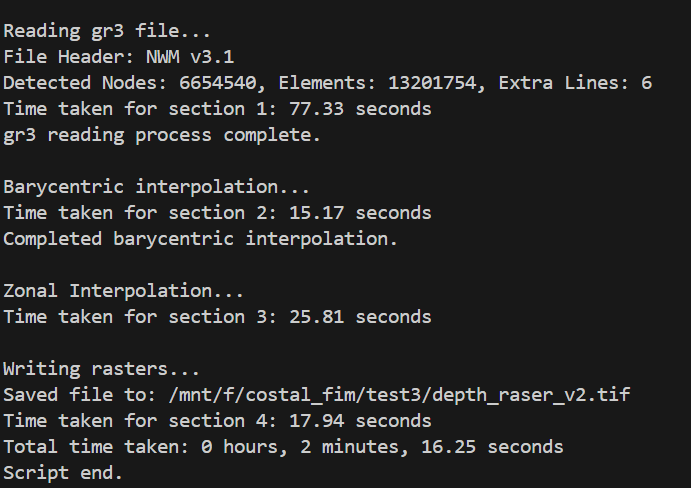 Reading gr3 file...
File Header: NWM v3.1
Detected Nodes: 6654540, Elements: 13201754, Extra Lines: 6
Time taken for section 1: 77.33 seconds
gr3 reading process complete.
Barycentric interpolation...
Time taken for section 2: 15.17 seconds
Completed barycentric interpolation.
Zonal Interpolation...
Time taken for section 3: 25.81 seconds
Writing rasters...
Saved file to: /mnt/f/costal_fim/test3/depth_raser_v2.tif
Time taken for section 4: 17.94 seconds
Total time taken: 0 hours, 2 minutes, 16.25 seconds
Script end.